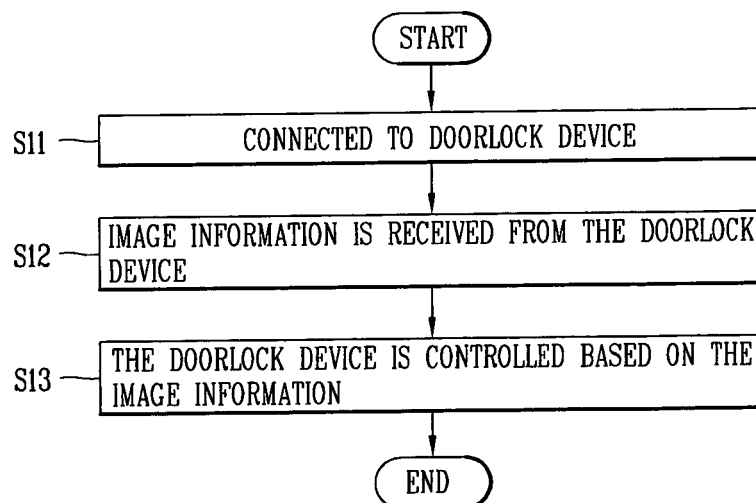 START
S11
CONNECTED TO DOORLOCK DEVICE
S12
IMAGE INFORMATION IS RECEIVED FROM THE DOORLOCK
DEVICE
S13
THE DOORLOCK DEVICE IS CONTROLLED BASED ON THE
IMAGE INFORMATION
END